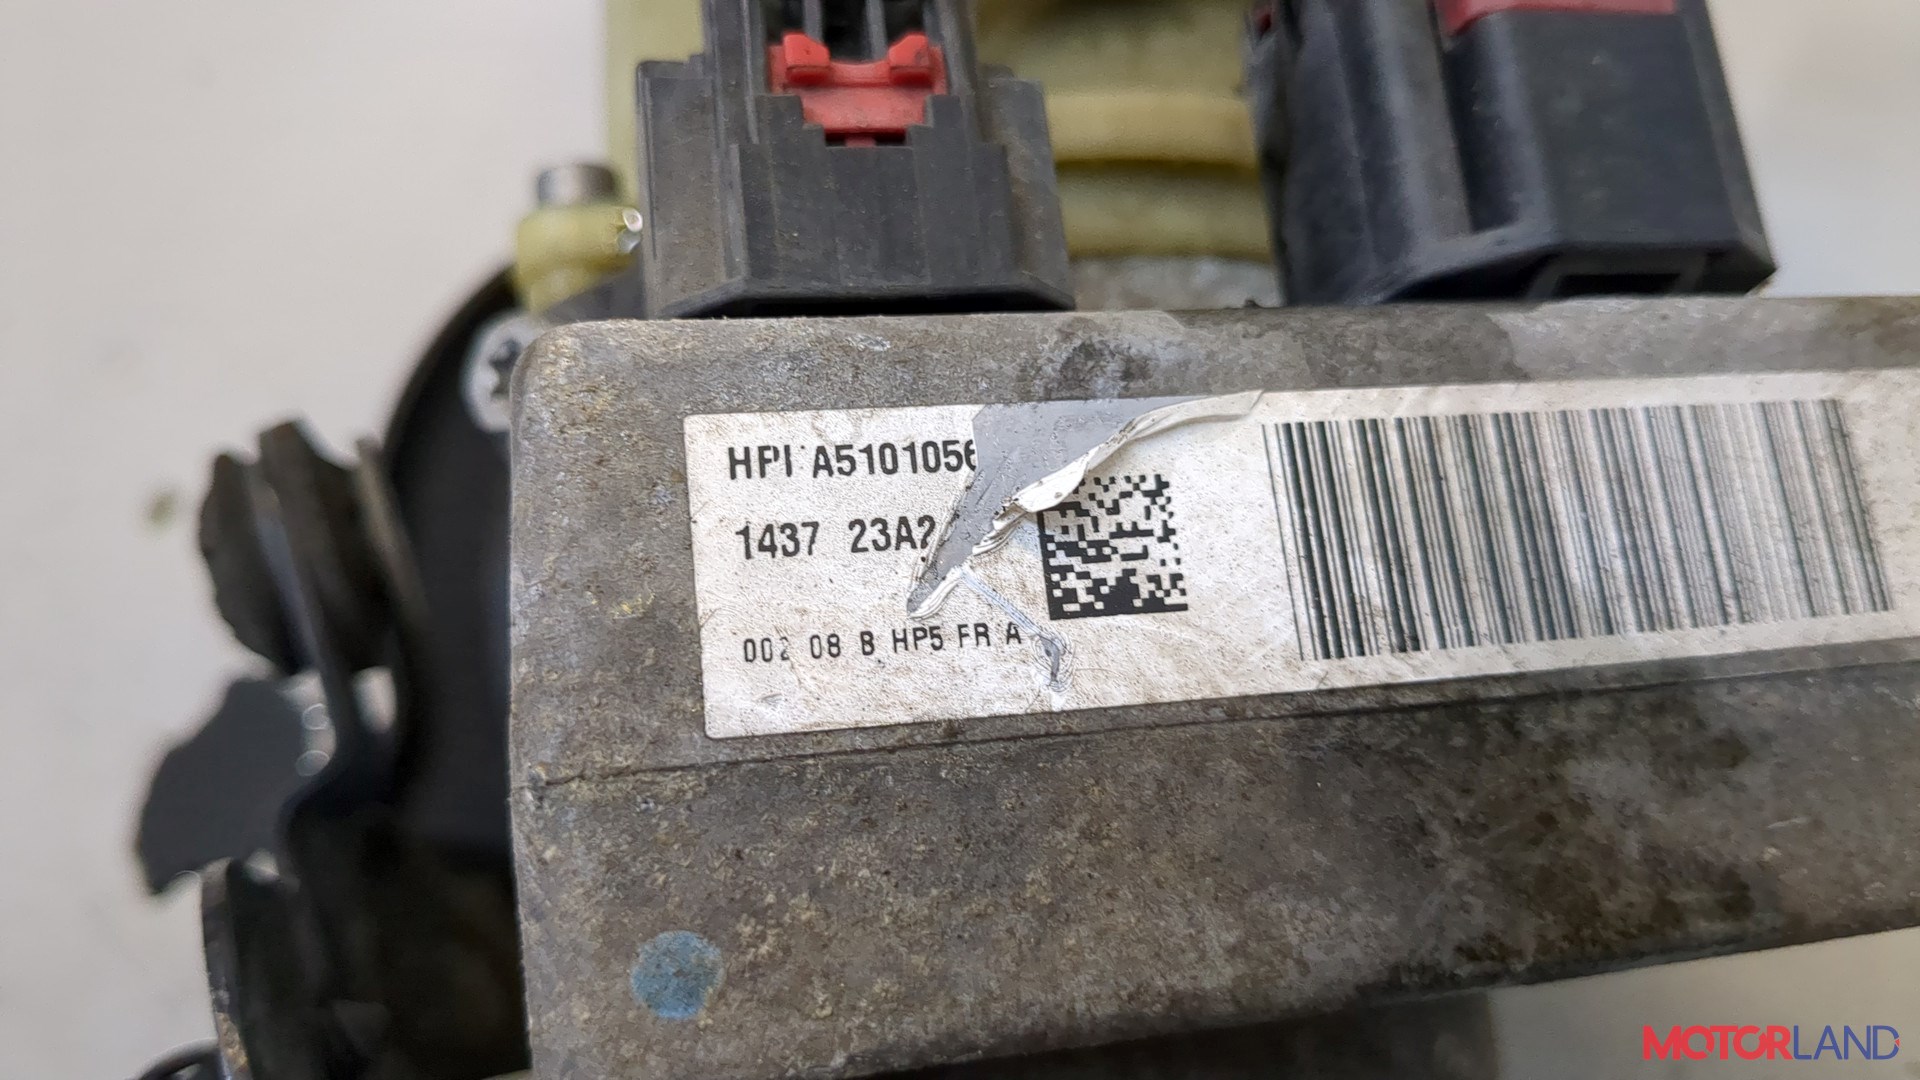 HPI A5101056
1437 23A2
002 08 B HP5 FR A
MOTORLAND